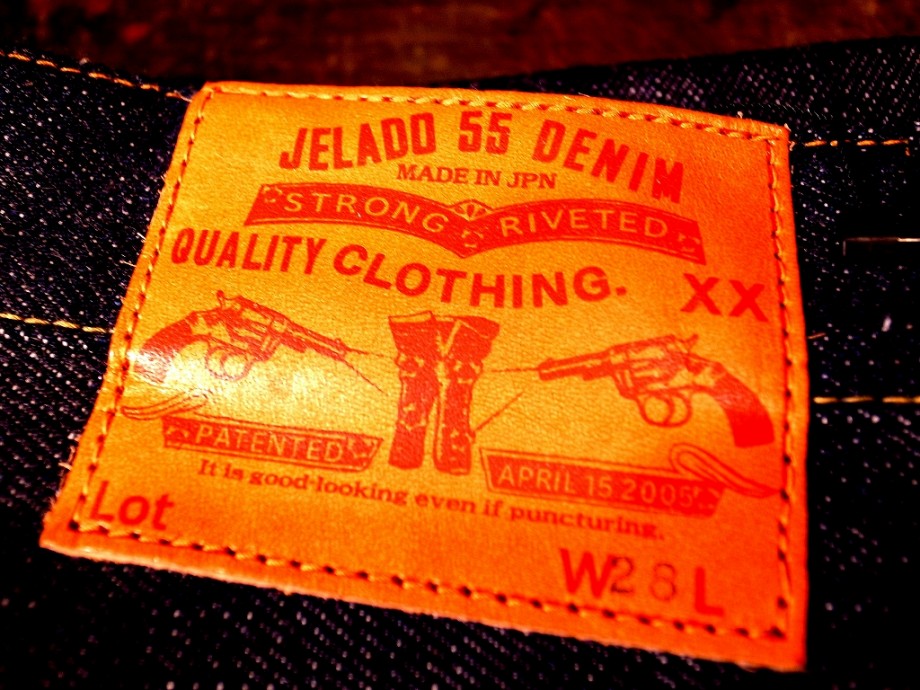 JELADO 55 DENIM
MADE IN JPN
STRONG RIVETED
QUALITY CLOTHING.
XX
PATENTED
APRIL 15 2005
It is good-looking even if puncturing.
Lot
W28L